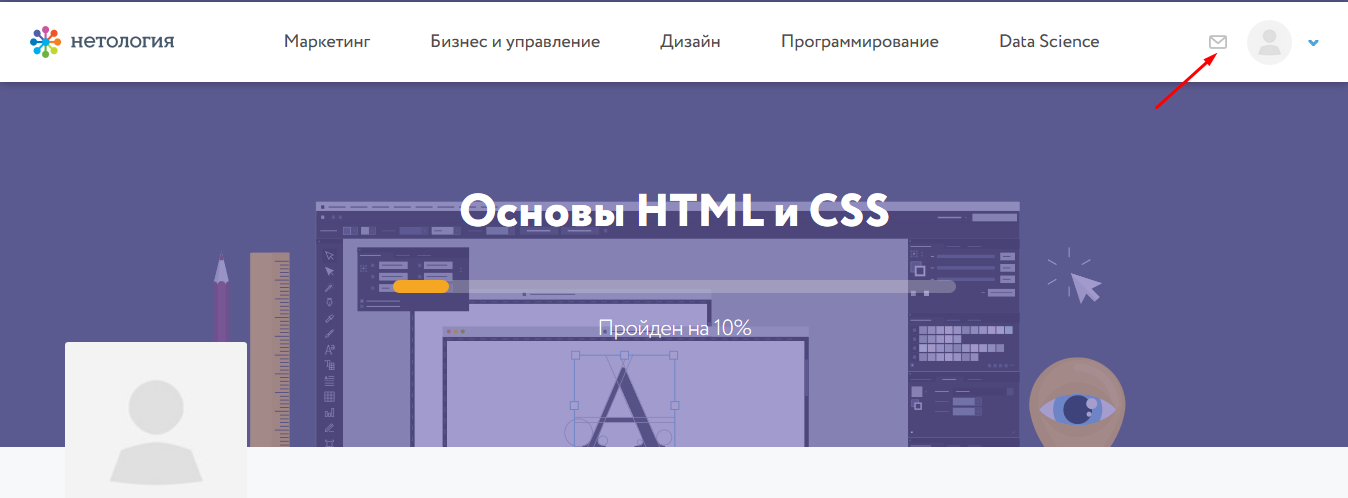 нетология
Маркетинг
Бизнес и управление
Дизайн
Программирование
Data Science
Основы HTML и CSS
Пройден на 10%
A